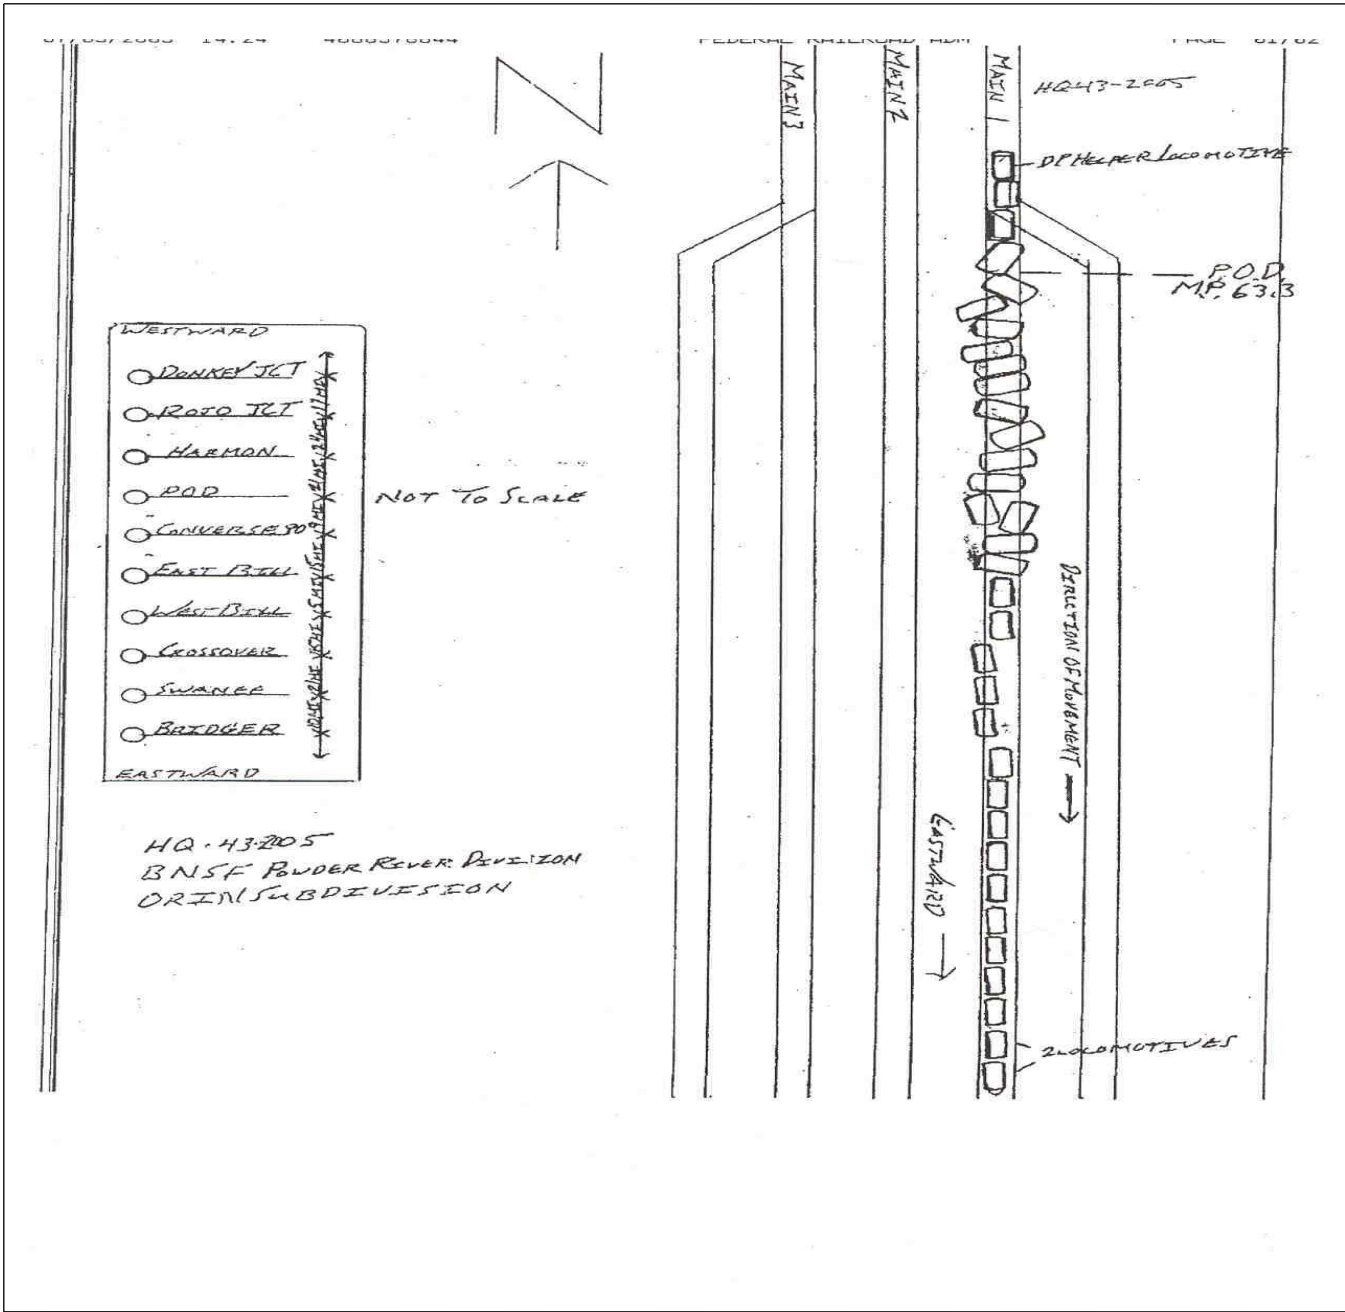 FEDERAL RAILROAD ADM
N
MAIN 3
MAIN 2
MAIN 1
HQ43-2005
DP HELPER LOCOMOTIVE
P.O.D.
M.P. 63.3
WESTWARD
DONKEY JCT
ROJO JCT
HARMON
POD
CONVERSE
EAST BILL
WEST BILL
CROSSOVER
SWANEE
BRIDGER
EASTWARD
NOT TO SCALE
DIRECTION OF MOVEMENT
EASTWARD
HQ-43-2005
BNSF POWDER RIVER DIVISION
ORIN SUBDIVISION
2 LOCOMOTIVES